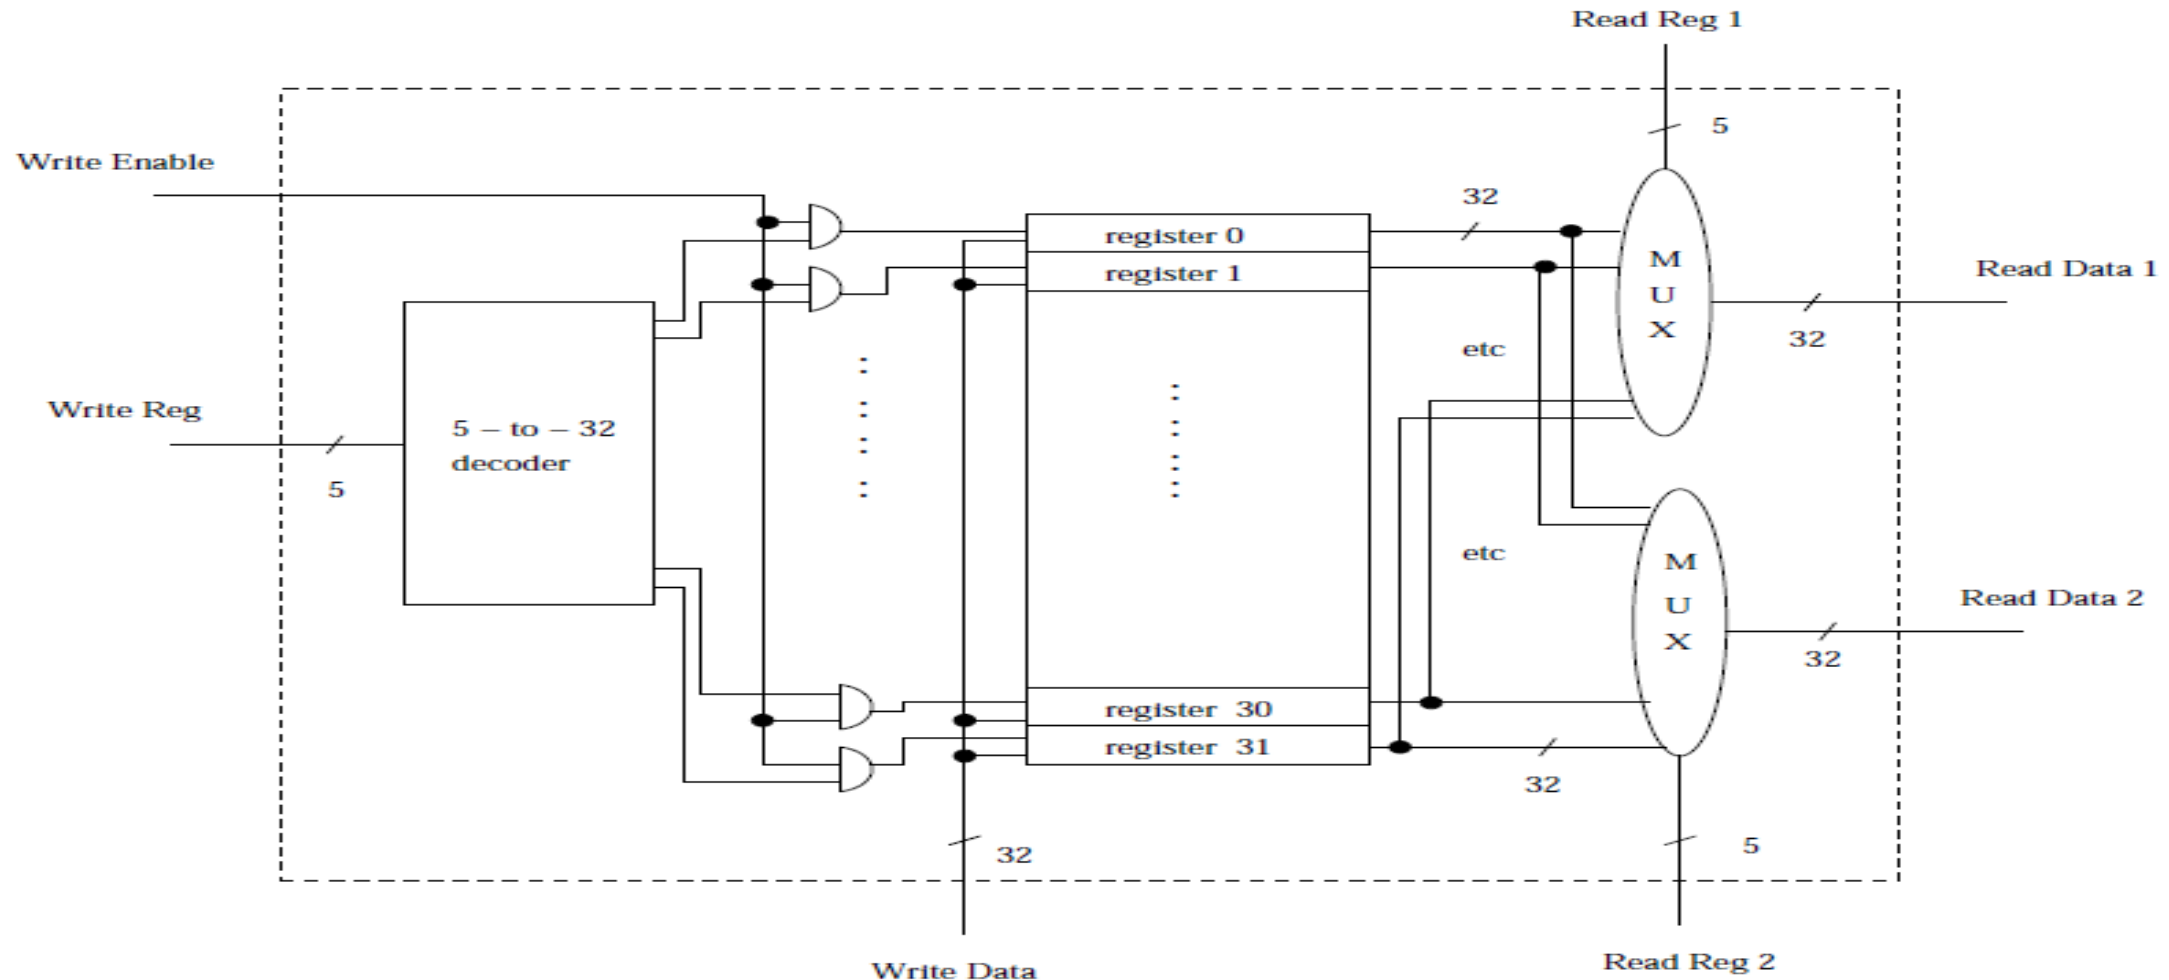 Read Reg 1
5
Write Enable
32
register 0
register 1
M
U
X
Read Data 1
32
etc
Write Reg
5 – to – 32
decoder
5
etc
M
U
X
Read Data 2
32
register 30
register 31
32
32
5
Write Data
Read Reg 2